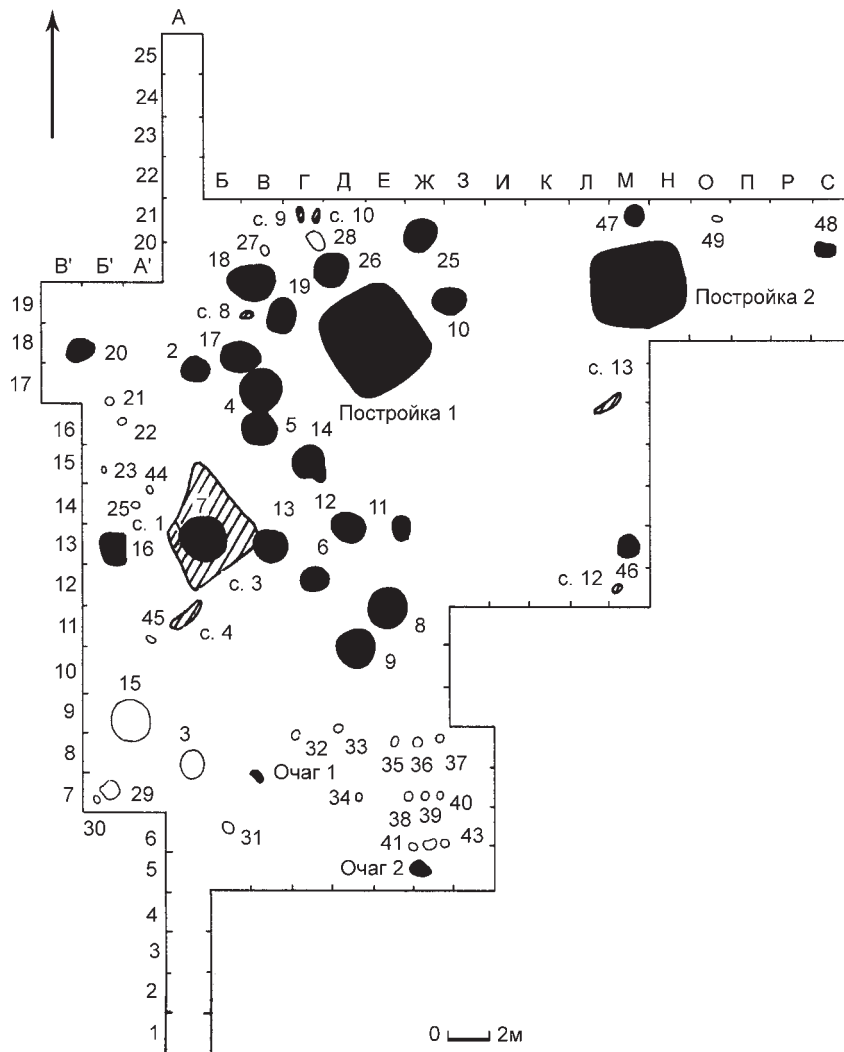 А
25
24
23
22
Б В Г Д Е Ж З И К Л М Н О П Р С
21
с. 9 с. 10 47 49 48
20
27 28 25
В' Б' А' 18 26
19
19 Постройка 2
с. 8 10
18
20 2 17
с. 13
17
21 4 Постройка 1
16 22 5
14
15 23 44
14 25 7 13 12 11
с. 1
13 16 6
46
12 с. 3 с. 12
11 45 с. 4 8
9
10
15
9
3
32 33
8 35 36 37
Очаг 1
7 29 34 40
38 39
30
31 41 43
6
Очаг 2
5
4
3
2
1
0 2м